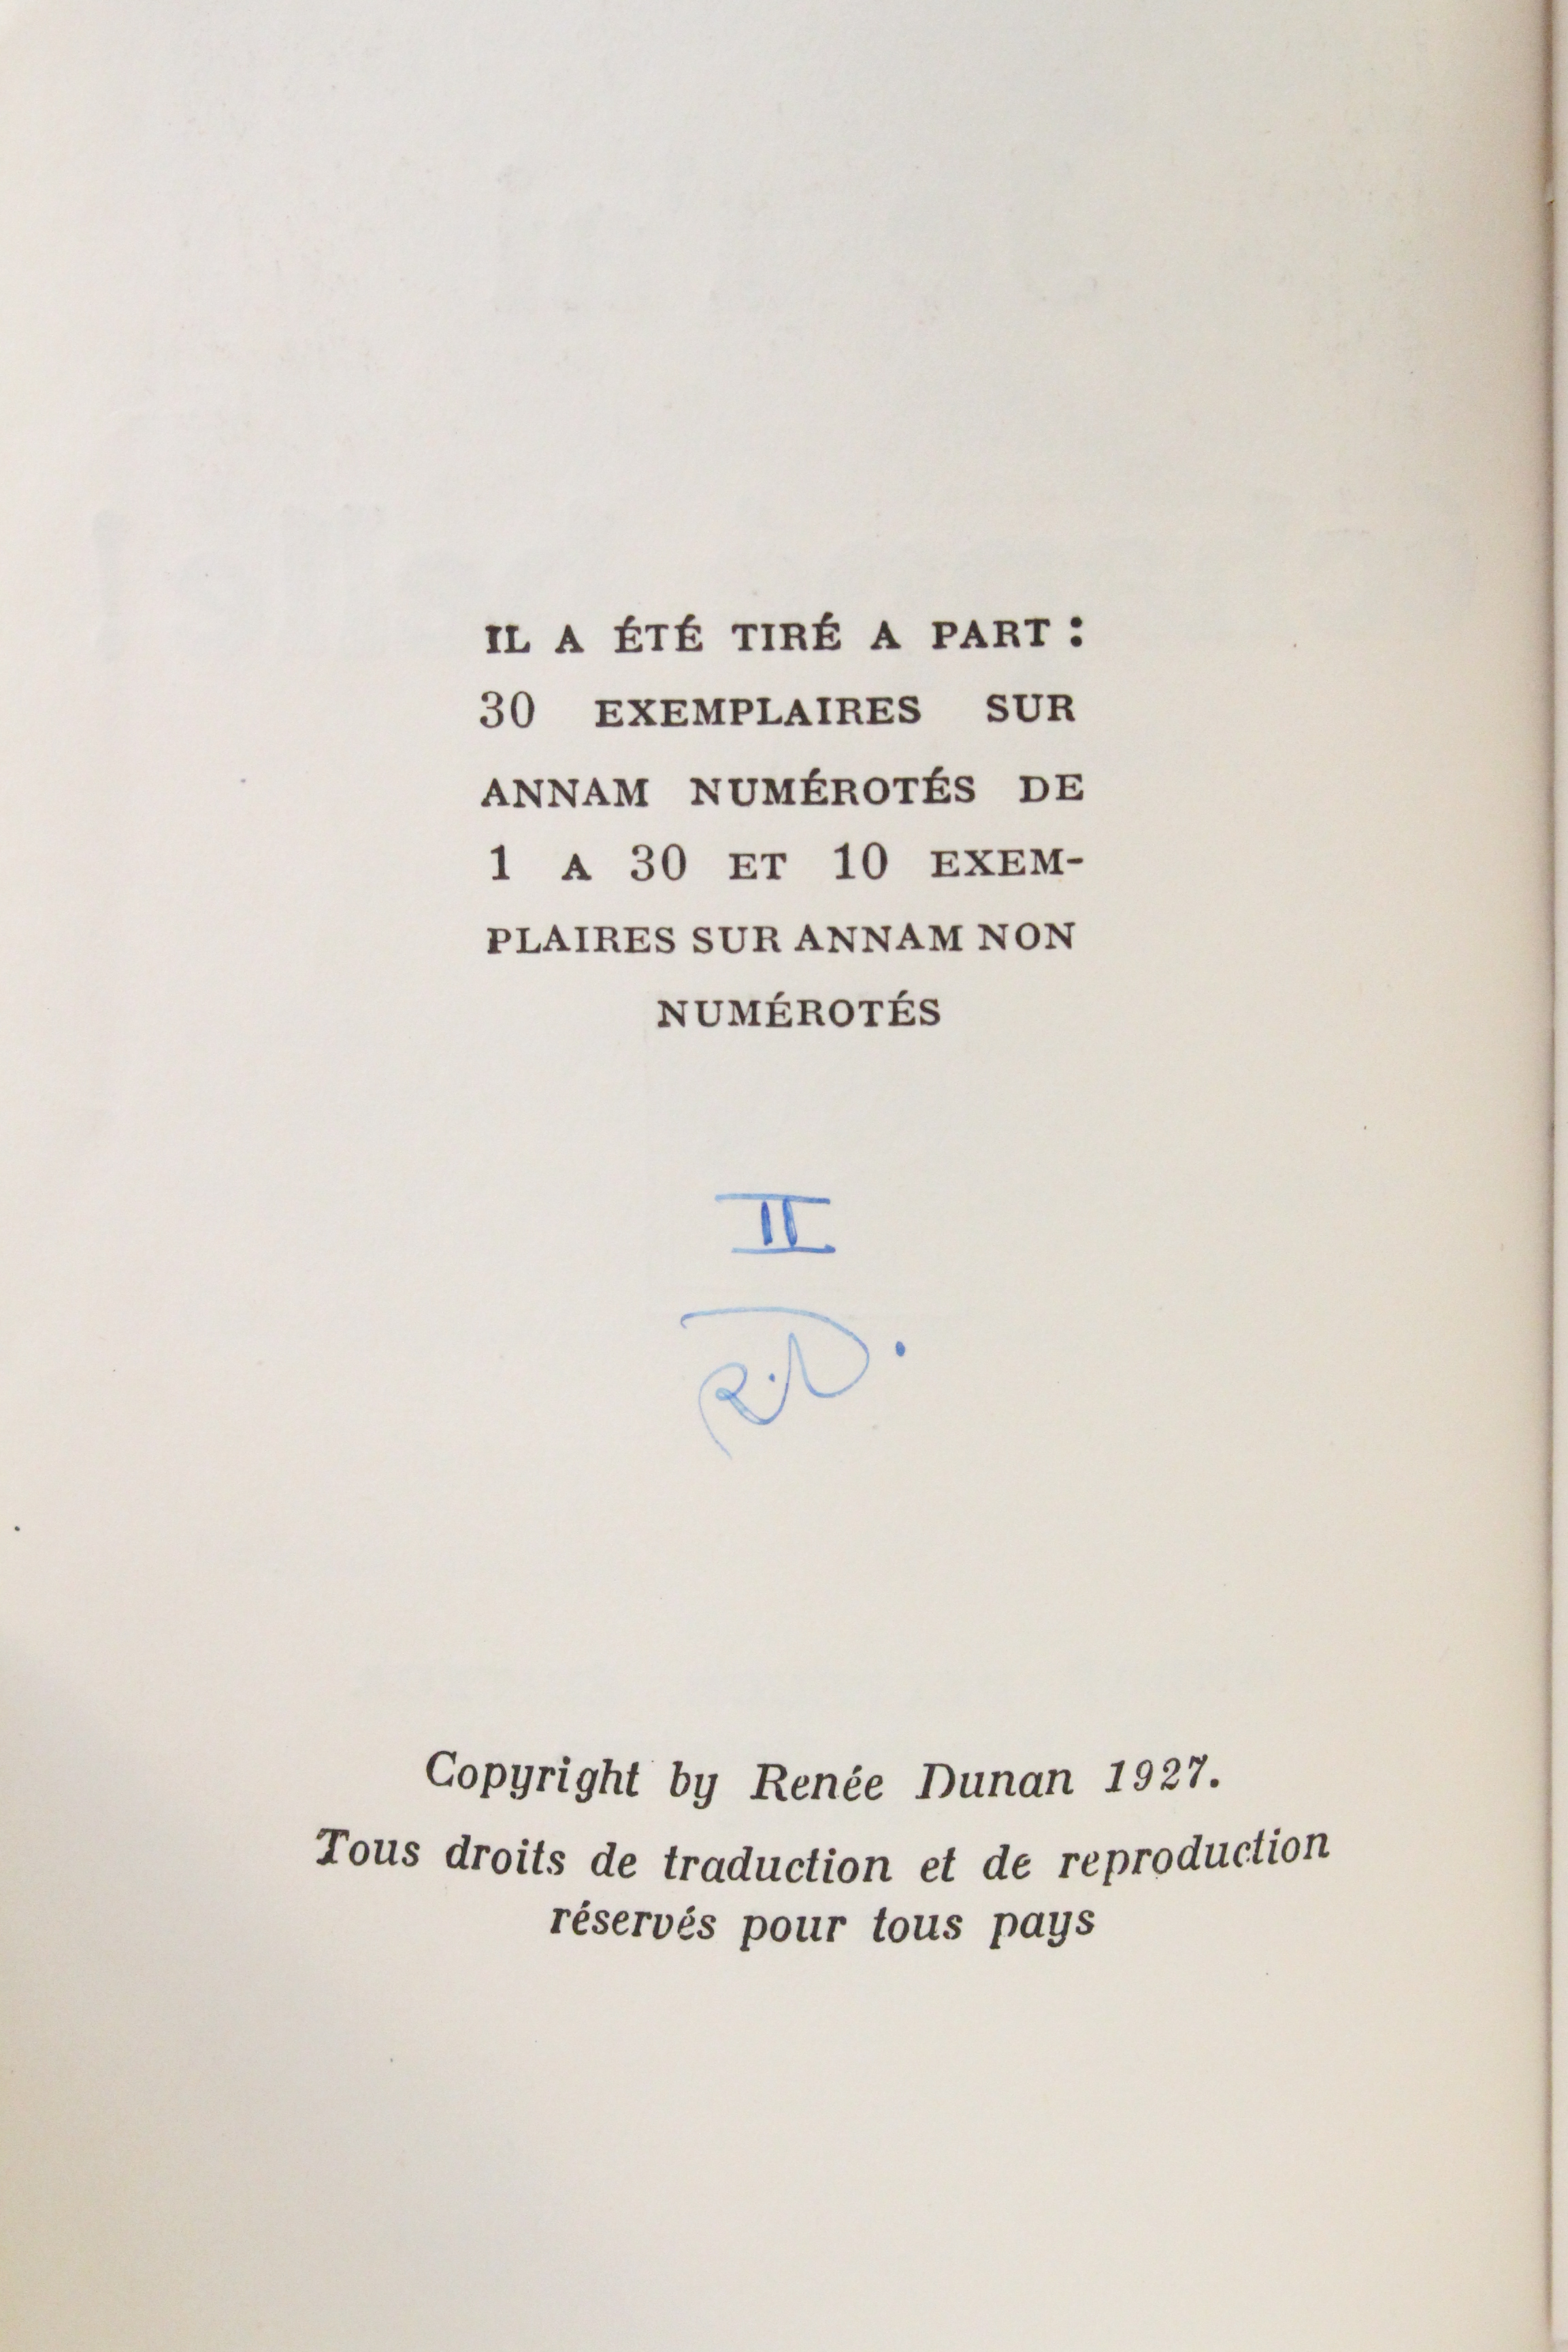 IL A ÉTÉ TIRÉ A PART :
30 EXEMPLAIRES SUR
ANNAM NUMÉROTÉS DE
1 A 30 ET 10 EXEM-
PLAIRES SUR ANNAM NON
NUMÉROTÉS
II
R.D.
Copyright by Renée Dunan 1927.
Tous droits de traduction et de reproduction
réservés pour tous pays